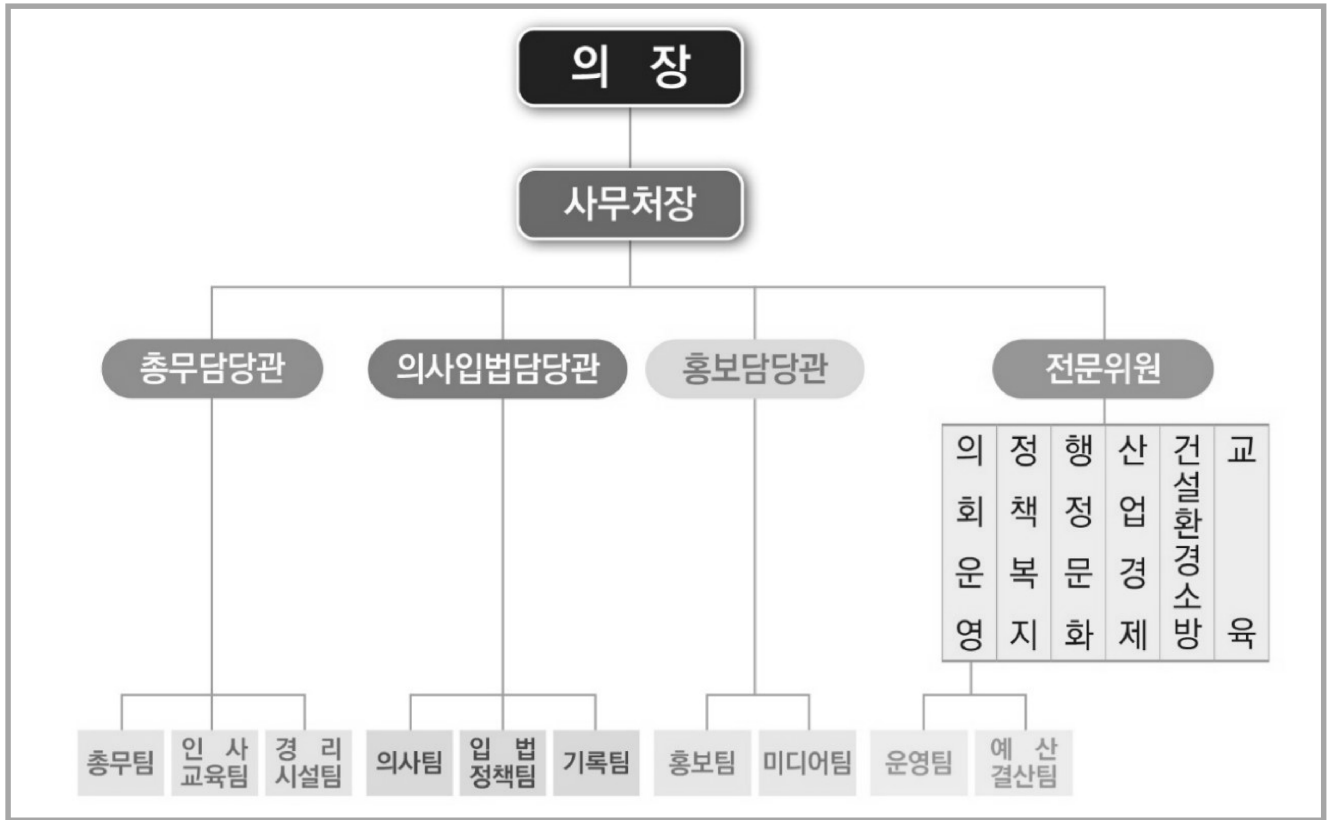 의 장
사무처장
총무담당관
의사입법담당관
홍보담당관
전문위원
의회운영
정책복지
행정문화
산업경제
건설환경소방
교육
총무팀
인 사
교육팀
경 리
시설팀
의사팀
입 법
정책팀
기록팀
홍보팀
미디어팀
운영팀
예 산
결산팀